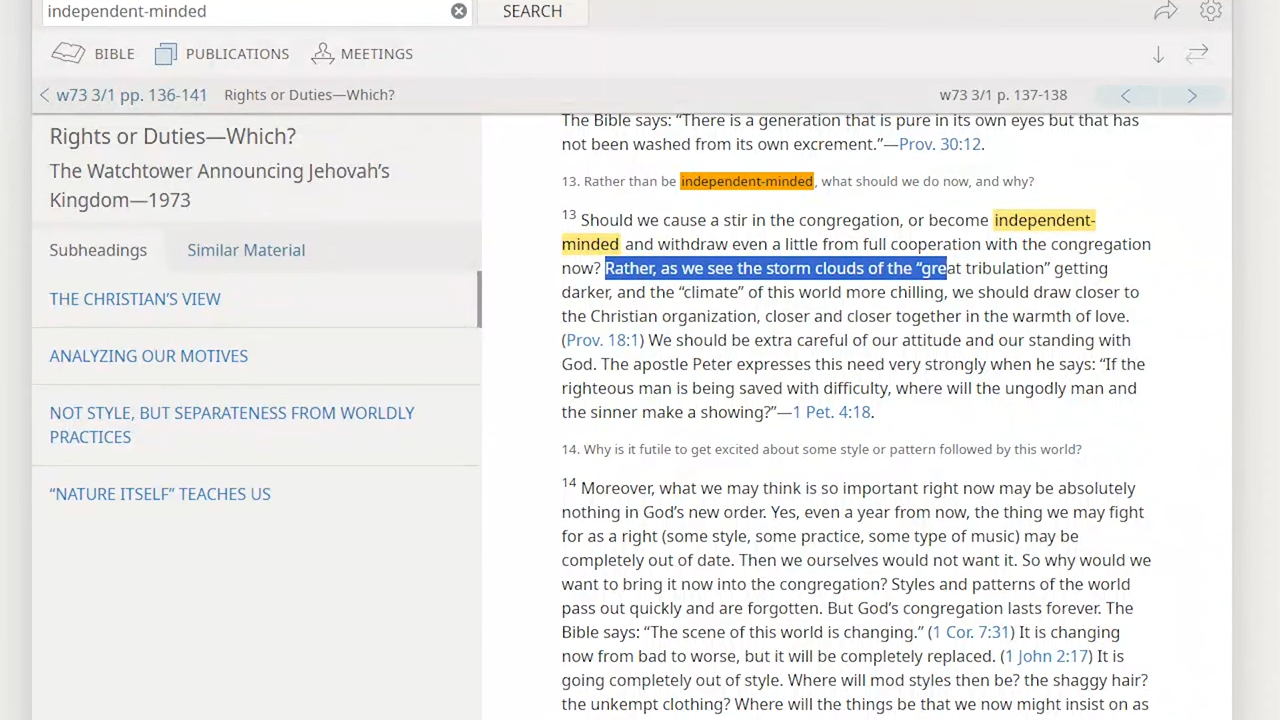 independent-minded
SEARCH
BIBLE
PUBLICATIONS
MEETINGS
w73 3/1 pp. 136-141
Rights or Duties—Which?
w73 3/1 p. 137-138
Rights or Duties—Which?
The Watchtower Announcing Jehovah’s
Kingdom—1973
Subheadings
Similar Material
THE CHRISTIAN’S VIEW
ANALYZING OUR MOTIVES
NOT STYLE, BUT SEPARATENESS FROM WORLDLY
PRACTICES
“NATURE ITSELF” TEACHES US
The Bible says: “There is a generation that is pure in its own eyes but that has
not been washed from its own excrement.”—Prov. 30:12.
13. Rather than be independent-minded, what should we do now, and why?
13 Should we cause a stir in the congregation, or become independent-
minded and withdraw even a little from full cooperation with the congregation
now? Rather, as we see the storm clouds of the “great tribulation” getting
darker, and the “climate” of this world more chilling, we should draw closer to
the Christian organization, closer and closer together in the warmth of love.
(Prov. 18:1) We should be extra careful of our attitude and our standing with
God. The apostle Peter expresses this need very strongly when he says: “If the
righteous man is being saved with difficulty, where will the ungodly man and
the sinner make a showing?”—1 Pet. 4:18.
14. Why is it futile to get excited about some style or pattern followed by this world?
14 Moreover, what we may think is so important right now may be absolutely
nothing in God’s new order. Yes, even a year from now, the thing we may fight
for as a right (some style, some practice, some type of music) may be
completely out of date. Then we ourselves would not want it. So why would we
want to bring it now into the congregation? Styles and patterns of the world
pass out quickly and are forgotten. But God’s congregation lasts forever. The
Bible says: “The scene of this world is changing.” (1 Cor. 7:31) It is changing
now from bad to worse, but it will be completely replaced. (1 John 2:17) It is
going completely out of style. Where will mod styles then be? the shaggy hair?
the unkempt clothing? Where will the things be that we now might insist on as